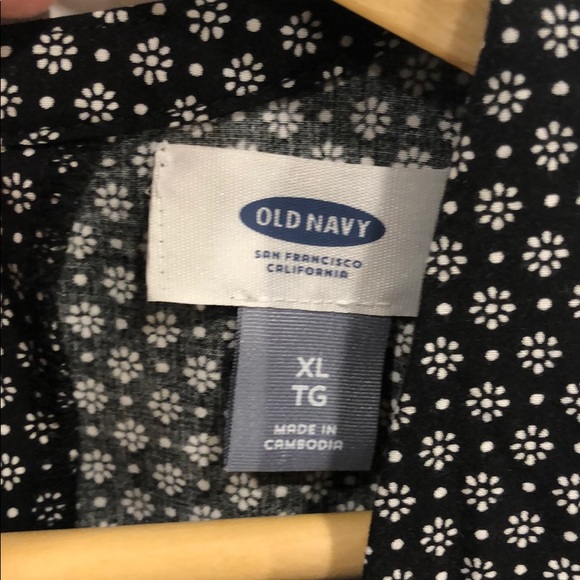 OLD NAVY
SAN FRANCISCO
CALIFORNIA
XL
TG
MADE IN
CAMBODIA